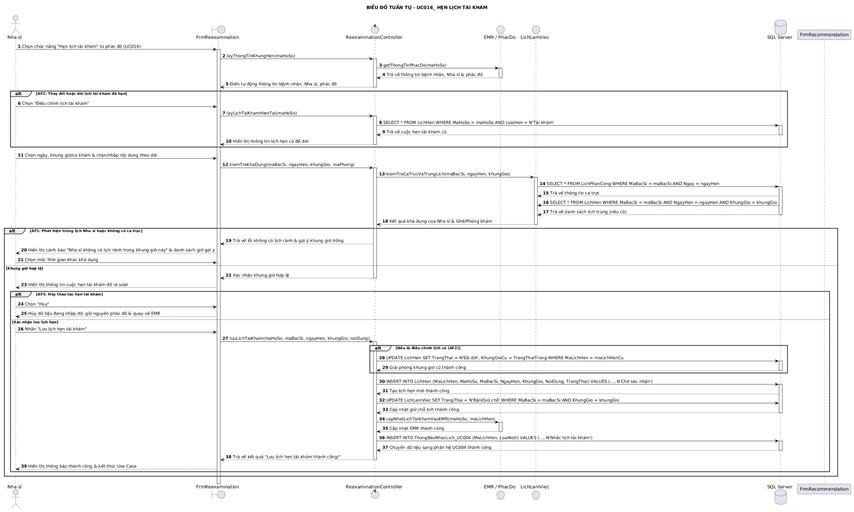 BIỂU ĐỒ TUẦN TỰ - UC016_ HẸN LỊCH TÁI KHÁM
Nha sĩ
FrmReexamination
ReexaminationController
EMR / PhacDo
LichLamViec
SQL Server
FrmRecommendation
1 Chọn chức năng "Hẹn lịch tái khám" từ phác đồ (UC014)
2 layThongTinKhungHen(maHoSo)
3 getThongTinPhacDo(maHoSo)
4 Trả về thông tin bệnh nhân, Nha sĩ & phác đồ
5 Điền tự động thông tin bệnh nhân, Nha sĩ, phác đồ
alt [AF2: Thay đổi hoặc dời lịch tái khám đã hẹn]
6 Chọn "Điều chỉnh lịch tái khám"
7 layLichTaiKhamHienTai(maHoSo)
8 SELECT * FROM LichHen WHERE MaHoSo = maHoSo AND LoaiHen = N'Tái khám'
9 Trả về cuộc hẹn tái khám cũ
10 Hiển thị thông tin lịch hẹn cũ để dời
11 Chọn ngày, khung giờ/ca khám & chọn/nhập nội dung theo dõi
12 kiemTraKhaDung(maBacSi, ngayHen, khungGio, maPhong)
13 kiemTraCaTrucVaTrungLich(maBacSi, ngayHen, khungGio)
14 SELECT * FROM LichPhanCong WHERE MaBacSi = maBacSi AND Ngay = ngayHen
15 Trả về thông tin ca trực
16 SELECT * FROM LichHen WHERE MaBacSi = maBacSi AND NgayHen = ngayHen AND KhungGio = khungGio
17 Trả về danh sách lịch trùng (nếu có)
18 Kết quả khả dụng của Nha sĩ & Ghế/Phòng khám
alt [AF1: Phát hiện trùng lịch Nha sĩ hoặc không có ca trực]
19 Trả về lỗi không có lịch rảnh & gợi ý khung giờ trống
20 Hiển thị cảnh báo "Nha sĩ không có lịch rảnh trong khung giờ này" & danh sách giờ gợi ý
21 Chọn mốc thời gian khác khả dụng
[Khung giờ hợp lệ]
22 Xác nhận khung giờ hợp lệ
23 Hiển thị thông tin cuộc hẹn tái khám để rà soát
alt [AF3: Hủy thao tác hẹn tái khám]
24 Chọn "Hủy"
25 Hủy dữ liệu đang nhập dở, giữ nguyên phác đồ & quay về EMR
[Xác nhận lưu lịch hẹn]
26 Nhấn "Lưu lịch hẹn tái khám"
27 luuLichTaiKham(maHoSo, maBacSi, ngayHen, khungGio, noiDung)
alt [Nếu là điều chỉnh lịch cũ (AF2)]
28 UPDATE LichHen SET TrangThai = N'Đã dời', KhungGioCu = TrangThaiTrong WHERE MaLichHen = maLichHenCu
29 Giải phóng khung giờ cũ thành công
30 INSERT INTO LichHen (MaLichHen, MaHoSo, MaBacSi, NgayHen, KhungGio, NoiDung, TrangThai) VALUES (..., N'Chờ xác nhận')
31 Tạo lịch hẹn mới thành công
32 UPDATE LichLamViec SET TrangThai = N'Bận/Giữ chỗ' WHERE MaBacSi = maBacSi AND KhungGio = khungGio
33 Cập nhật giữ chỗ lịch thành công
34 capNhatLichTaiKhamVaoEMR(maHoSo, maLichHen)
35 Cập nhật EMR thành công
36 INSERT INTO ThongBaoNhacLich_UC004 (MaLichHen, LoaiNoti) VALUES (..., N'Nhắc lịch tái khám')
37 Chuyển dữ liệu sang phân hệ UC004 thành công
38 Trả về kết quả "Lưu lịch hẹn tái khám thành công!"
39 Hiển thị thông báo thành công & kết thúc Use Case
Nha sĩ
FrmReexamination
ReexaminationController
EMR / PhacDo
LichLamViec
SQL Server
FrmRecommendation